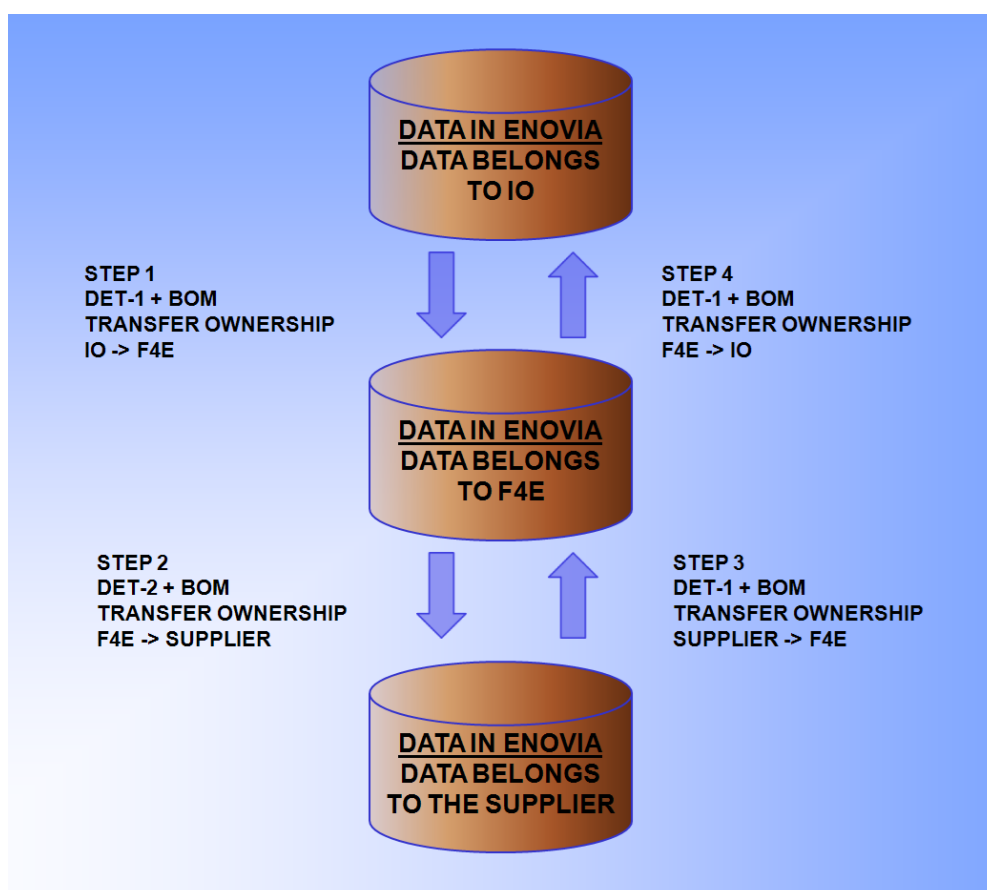 DATA IN ENOVIA
DATA BELONGS
TO IO
STEP 1
DET-1 + BOM
TRANSFER OWNERSHIP
IO -> F4E
STEP 4
DET-1 + BOM
TRANSFER OWNERSHIP
F4E -> IO
DATA IN ENOVIA
DATA BELONGS
TO F4E
STEP 2
DET-2 + BOM
TRANSFER OWNERSHIP
F4E -> SUPPLIER
STEP 3
DET-1 + BOM
TRANSFER OWNERSHIP
SUPPLIER -> F4E
DATA IN ENOVIA
DATA BELONGS
TO THE SUPPLIER